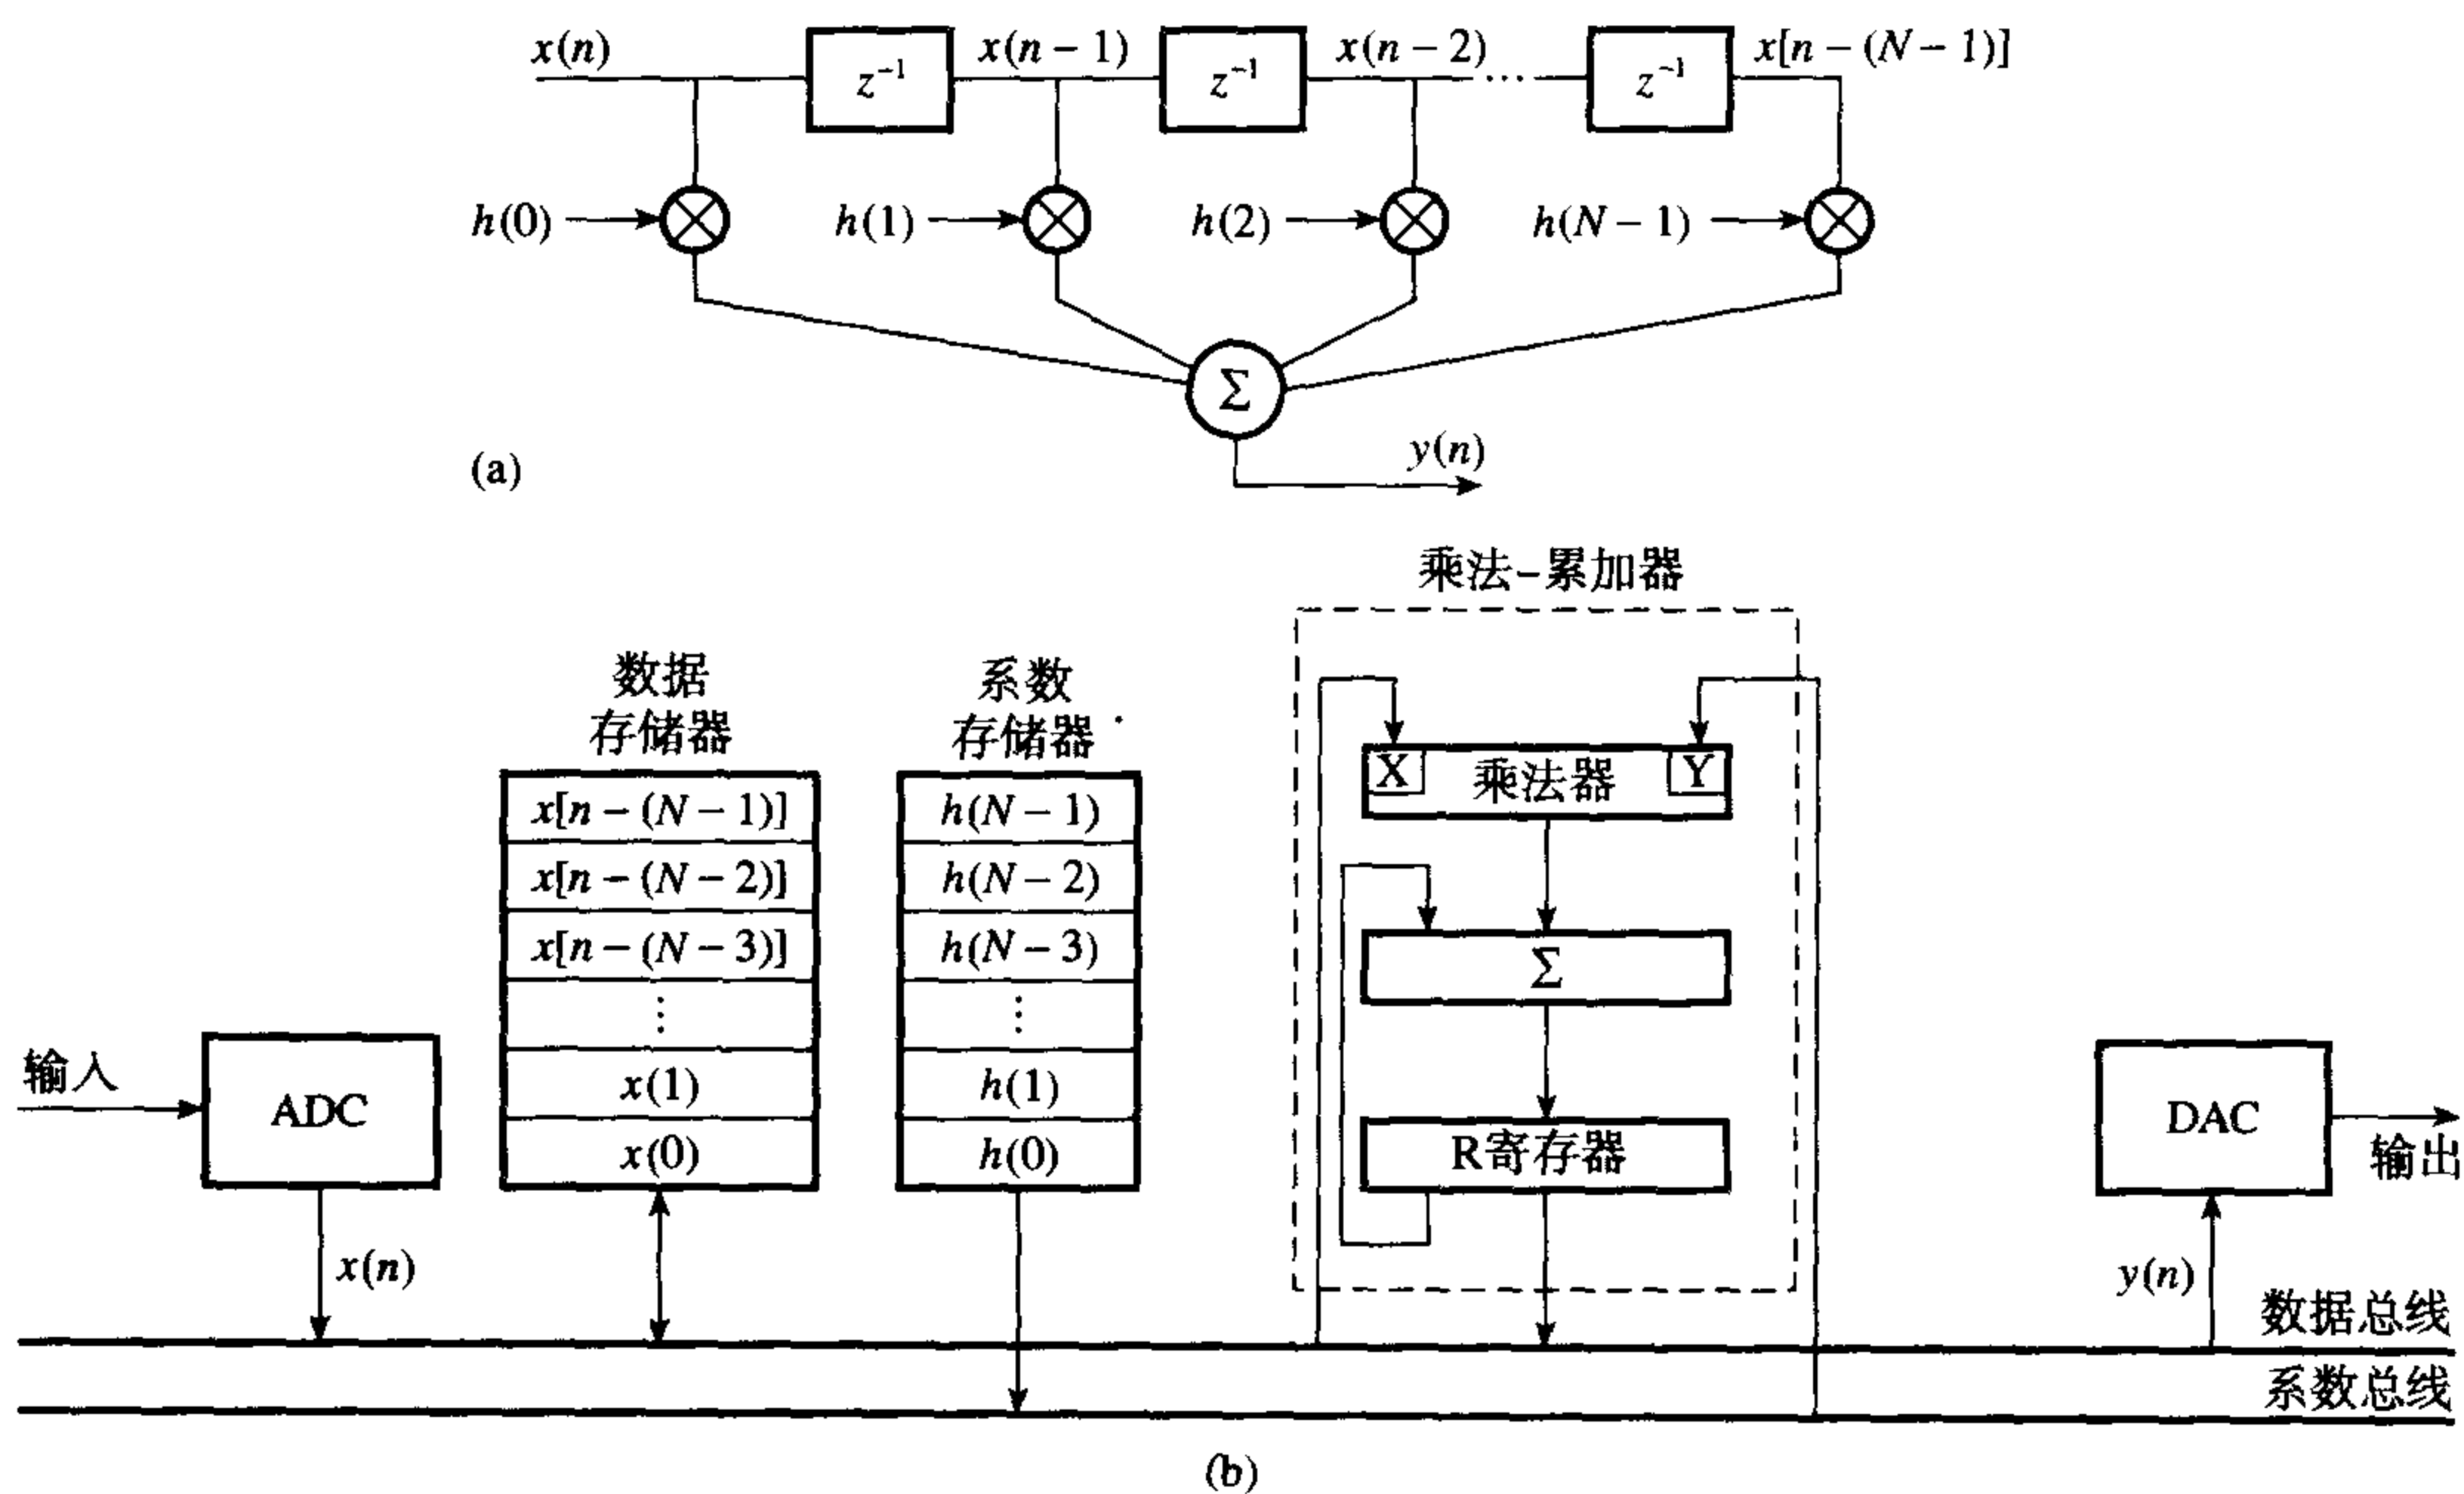 x(n) z⁻¹ x(n – 1) z⁻¹ x(n – 2) ··· z⁻¹ x[n – (N – 1)]
h(0) h(1) h(2) h(N – 1)
Σ
y(n)
(a)
乘法–累加器
数据
存储器
系数
存储器
x[n – (N – 1)]
x[n – (N – 2)]
x[n – (N – 3)]
⋮
x(1)
x(0)
h(N – 1)
h(N – 2)
h(N – 3)
⋮
h(1)
h(0)
X 乘法器 Y
Σ
R寄存器
输入
ADC
x(n)
DAC
输出
y(n)
数据总线
系数总线
(b)